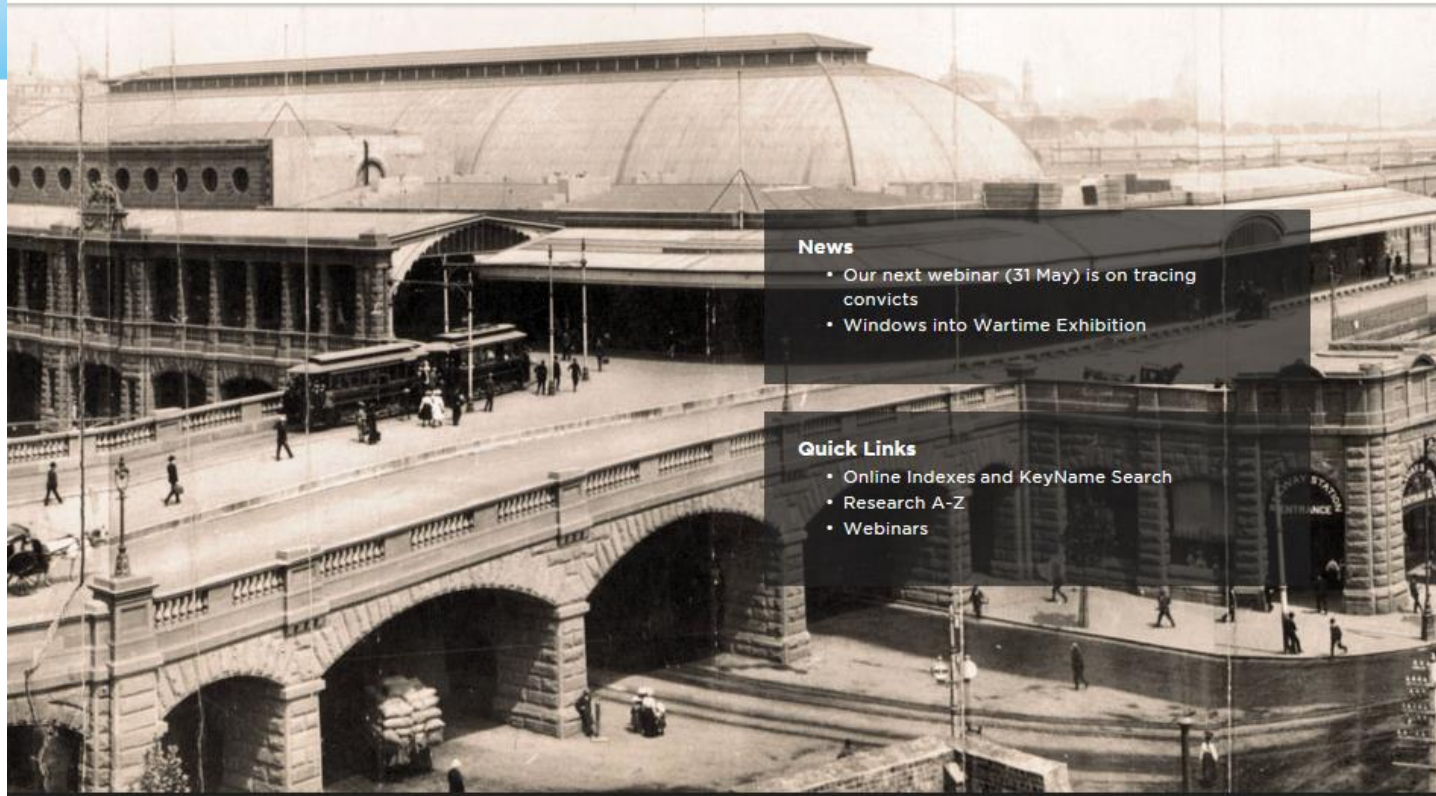 News
• Our next webinar (31 May) is on tracing
convicts
• Windows into Wartime Exhibition
Quick Links
• Online Indexes and KeyName Search
• Research A-Z
• Webinars
STATION
ENTRANCE